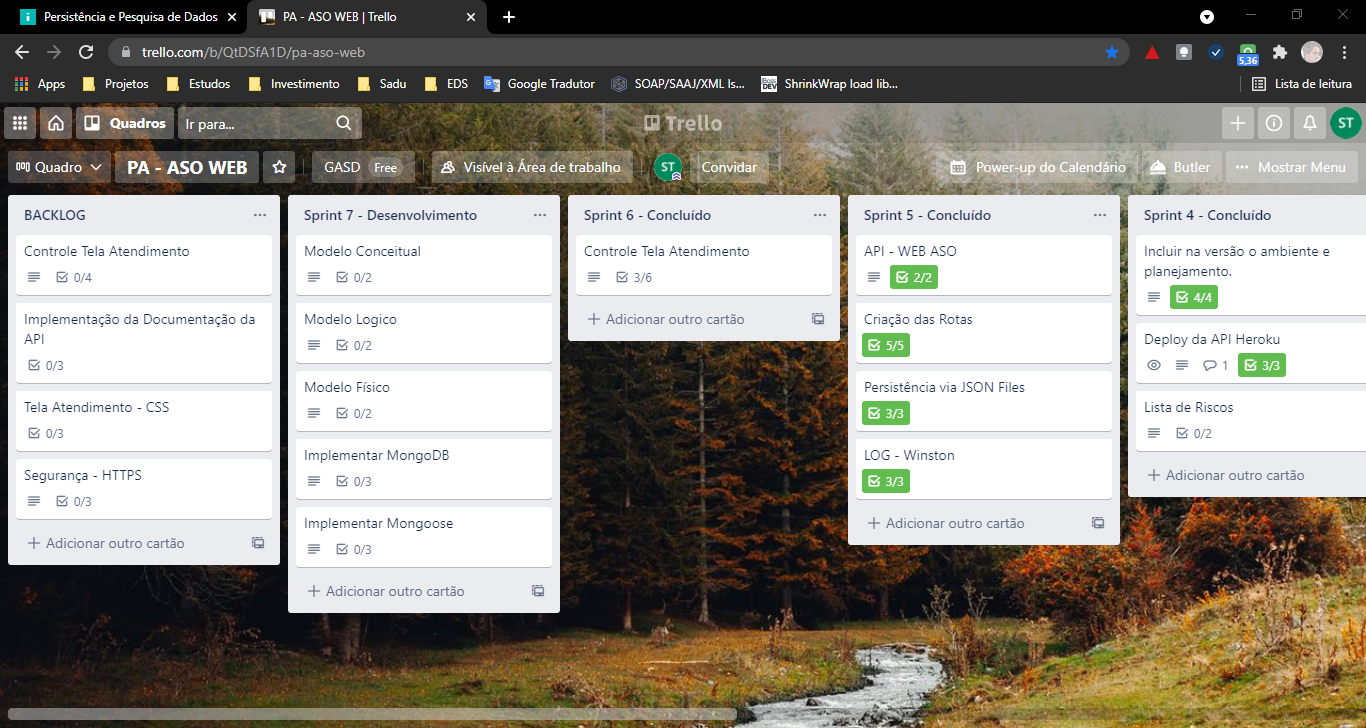 Persistência e Pesquisa de Dados
PA - ASO WEB | Trello
trello.com/b/QtDSfA1D/pa-aso-web
5,36
Apps
Projetos
Estudos
Investimento
Sadu
EDS
Google Tradutor
SOAP/SAAJ/XML Is...
ShrinkWrap load lib...
Lista de leitura
Quadros
Ir para...
Trello
ST
Quadro
PA - ASO WEB
GASD Free
Visível à Área de trabalho
ST
Convidar
Power-up do Calendário
Butler
Mostrar Menu
BACKLOG
Controle Tela Atendimento
0/4
Implementação da Documentação da
API
0/3
Tela Atendimento - CSS
0/3
Segurança - HTTPS
0/3
Adicionar outro cartão
Sprint 7 - Desenvolvimento
Modelo Conceitual
0/2
Modelo Logico
0/2
Modelo Físico
0/2
Implementar MongoDB
0/3
Implementar Mongoose
0/3
Adicionar outro cartão
Sprint 6 - Concluído
Controle Tela Atendimento
3/6
Adicionar outro cartão
Sprint 5 - Concluído
API - WEB ASO
2/2
Criação das Rotas
5/5
Persistência via JSON Files
3/3
LOG - Winston
3/3
Adicionar outro cartão
Sprint 4 - Concluído
Incluir na versão o ambiente e
planejamento.
4/4
Deploy da API Heroku
1 3/3
Lista de Riscos
0/2
Adicionar outro cartão